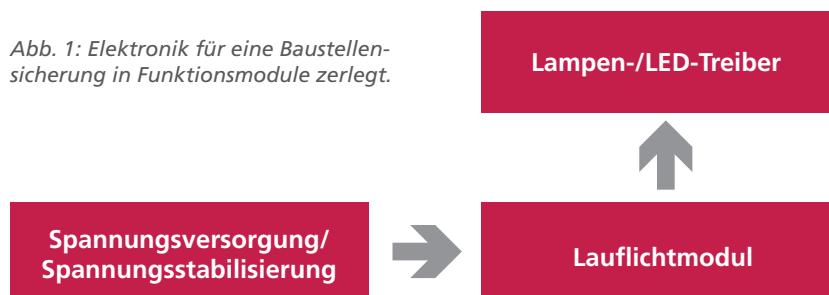 Abb. 1: Elektronik für eine Baustellen-
sicherung in Funktionsmodule zerlegt.
Lampen-/LED-Treiber
Spannungsversorgung/
Spannungsstabilisierung
Lauflichtmodul